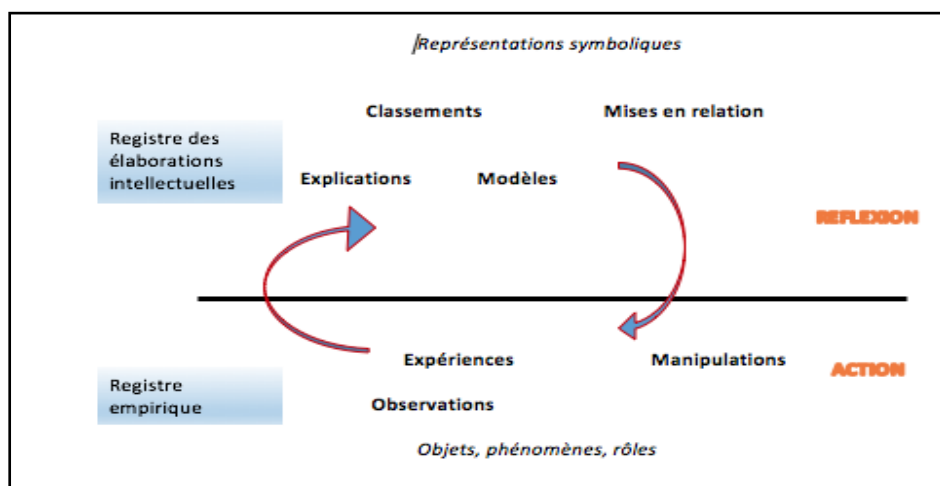 Représentations symboliques
Classements Mises en relation
Registre des
élaborations
intellectuelles
Explications Modèles
REFLEXION
Expériences Manipulations
ACTION
Registre
empirique
Observations
Objets, phénomènes, rôles